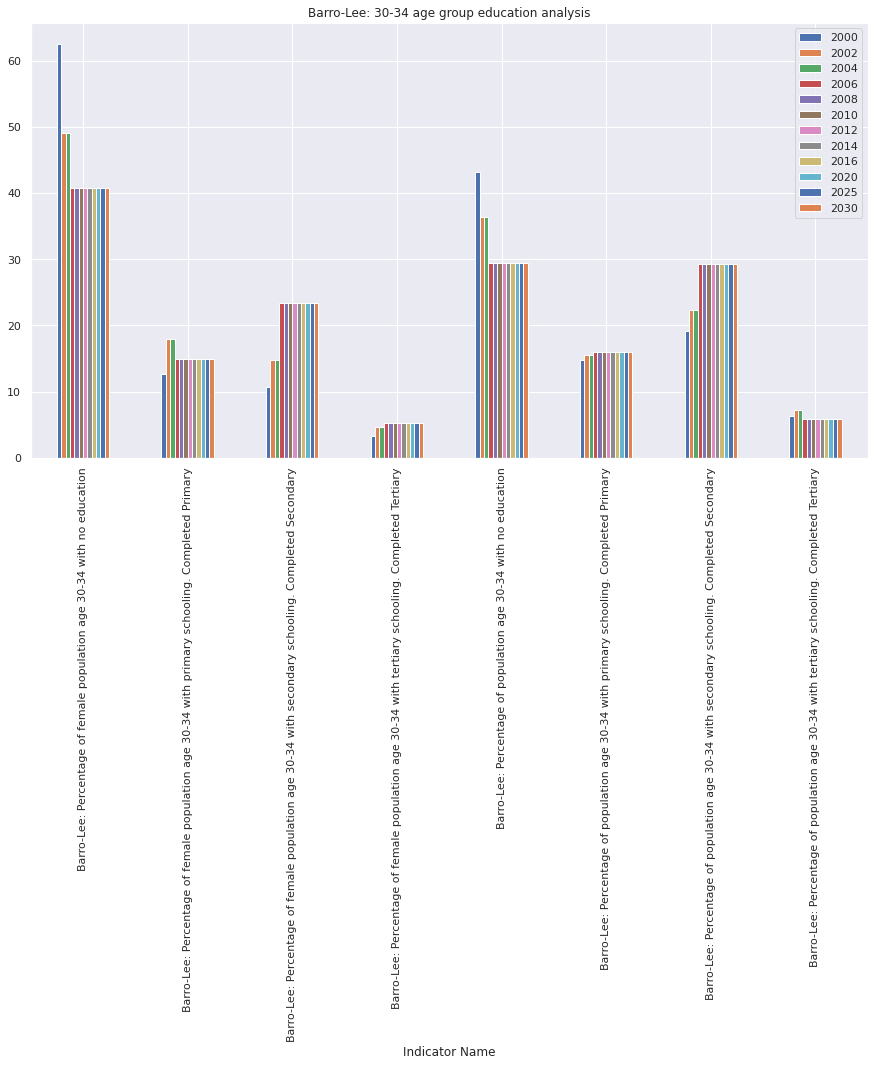 Barro-Lee: 30-34 age group education analysis
2000
2002
2004
2006
2008
2010
2012
2014
2016
2020
2025
2030
60
50
40
30
20
10
0
Barro-Lee: Percentage of female population age 30-34 with no education
Barro-Lee: Percentage of female population age 30-34 with primary schooling. Completed Primary
Barro-Lee: Percentage of female population age 30-34 with secondary schooling. Completed Secondary
Barro-Lee: Percentage of female population age 30-34 with tertiary schooling. Completed Tertiary
Barro-Lee: Percentage of population age 30-34 with no education
Barro-Lee: Percentage of population age 30-34 with primary schooling. Completed Primary
Barro-Lee: Percentage of population age 30-34 with secondary schooling. Completed Secondary
Barro-Lee: Percentage of population age 30-34 with tertiary schooling. Completed Tertiary
Indicator Name